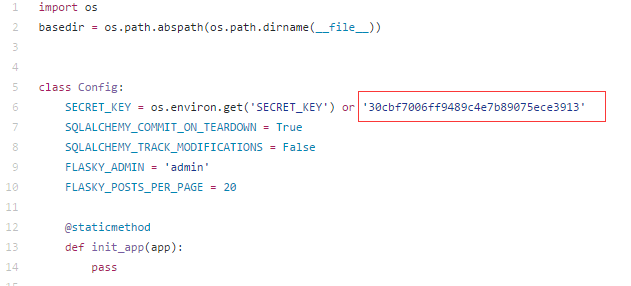 1 import os
2 basedir = os.path.abspath(os.path.dirname(__file__))
3
4
5 class Config:
6     SECRET_KEY = os.environ.get('SECRET_KEY') or '30cbf7006ff9489c4e7b89075ece3913'
7     SQLALCHEMY_COMMIT_ON_TEARDOWN = True
8     SQLALCHEMY_TRACK_MODIFICATIONS = False
9     FLASKY_ADMIN = 'admin'
10     FLASKY_POSTS_PER_PAGE = 20
11
12     @staticmethod
13     def init_app(app):
14         pass
15